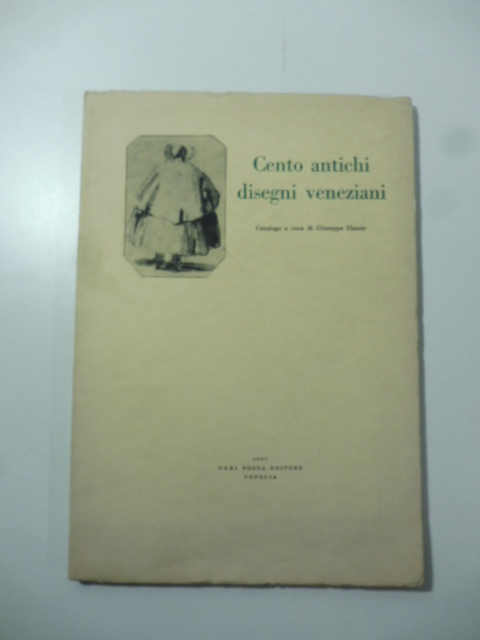 Cento antichi
disegni veneziani
Catalogo a cura di Giuseppe Fiocco
NERI POZZA EDITORE
VENEZIA